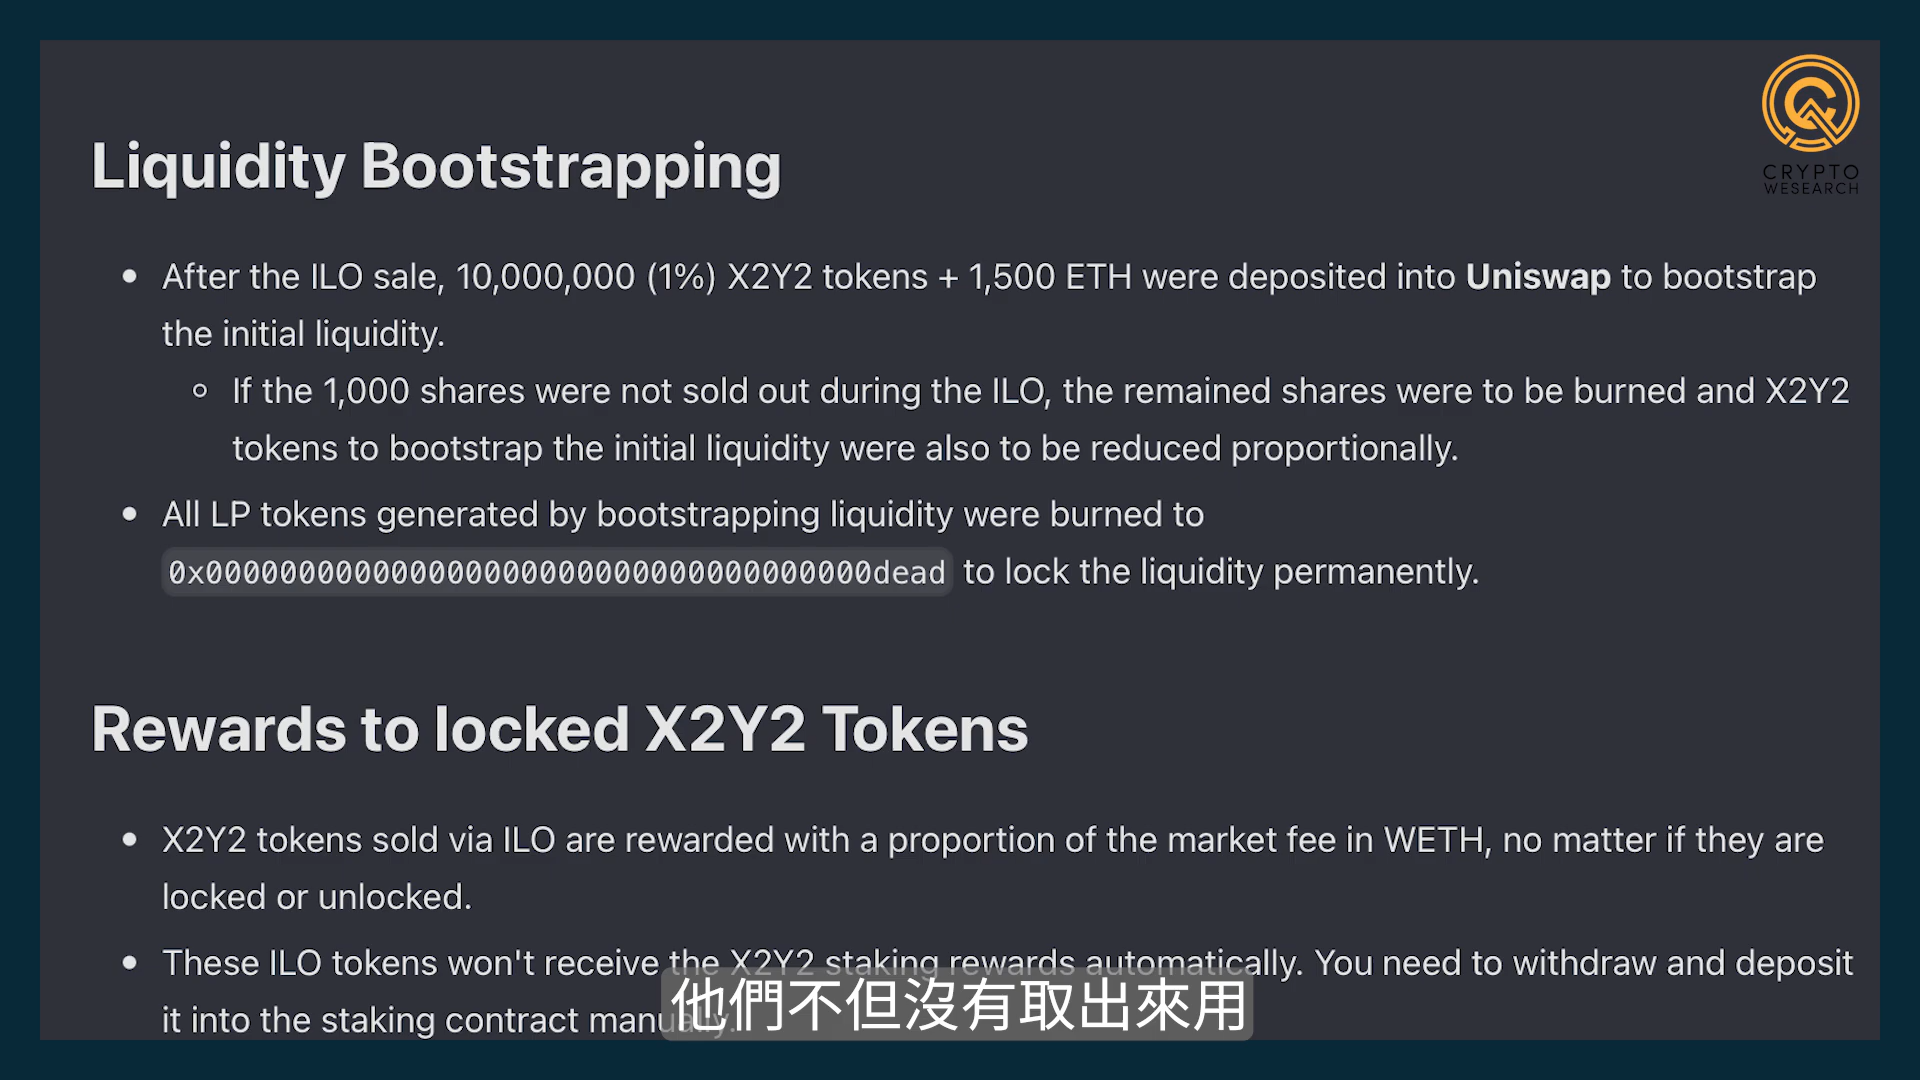 CRYPTO
WESEARCH
Liquidity Bootstrapping
After the ILO sale, 10,000,000 (1%) X2Y2 tokens + 1,500 ETH were deposited into Uniswap to bootstrap
the initial liquidity.
If the 1,000 shares were not sold out during the ILO, the remained shares were to be burned and X2Y2
tokens to bootstrap the initial liquidity were also to be reduced proportionally.
All LP tokens generated by bootstrapping liquidity were burned to
0x000000000000000000000000000000000000dead to lock the liquidity permanently.
Rewards to locked X2Y2 Tokens
X2Y2 tokens sold via ILO are rewarded with a proportion of the market fee in WETH, no matter if they are
locked or unlocked.
These ILO tokens won't receive the X2Y2 staking rewards automatically. You need to withdraw and deposit
it into the staking contract manually.
他們不但沒有取出來用